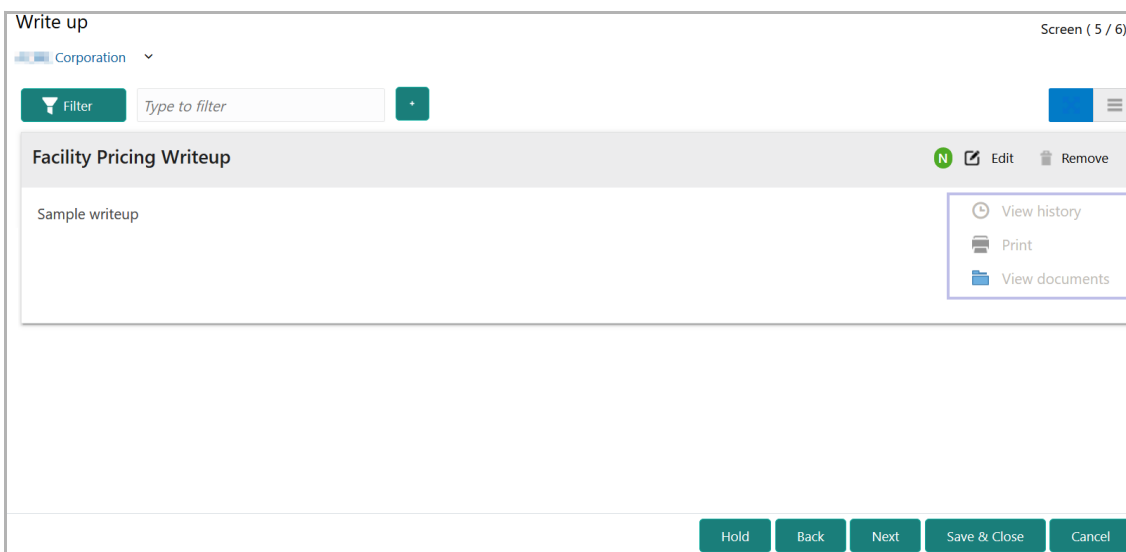 Write up
Screen ( 5 / 6)
Corporation
Filter
Type to filter
+
Facility Pricing Writeup
N
Edit
Remove
Sample writeup
View history
Print
View documents
Hold
Back
Next
Save & Close
Cancel